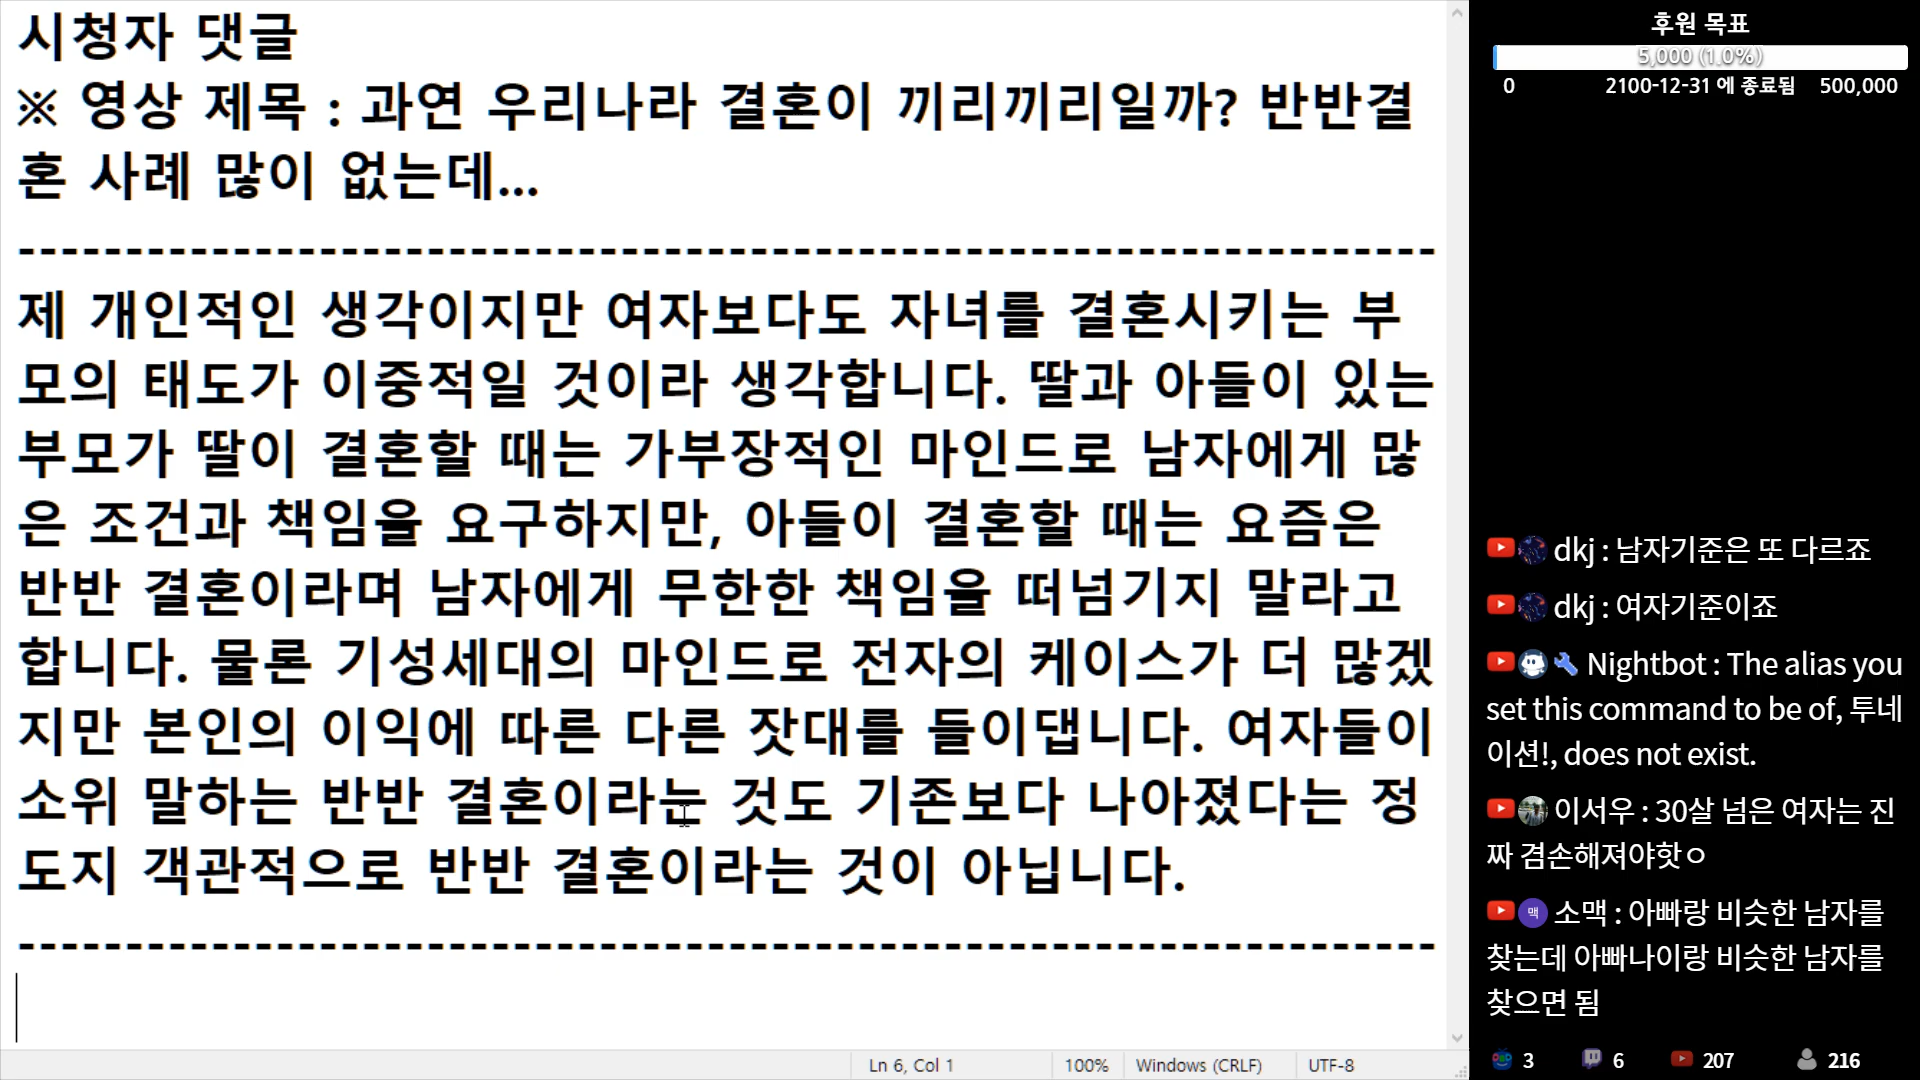 시청자 댓글
※ 영상 제목 : 과연 우리나라 결혼이 끼리끼리일까? 반반결
혼 사례 많이 없는데...
------------------------------------------------------------------
제 개인적인 생각이지만 여자보다도 자녀를 결혼시키는 부
모의 태도가 이중적일 것이라 생각합니다. 딸과 아들이 있는
부모가 딸이 결혼할 때는 가부장적인 마인드로 남자에게 많
은 조건과 책임을 요구하지만, 아들이 결혼할 때는 요즘은
반반 결혼이라며 남자에게 무한한 책임을 떠넘기지 말라고
합니다. 물론 기성세대의 마인드로 전자의 케이스가 더 많겠
지만 본인의 이익에 따른 다른 잣대를 들이댑니다. 여자들이
소위 말하는 반반 결혼이라는 것도 기존보다 나아졌다는 정
도지 객관적으로 반반 결혼이라는 것이 아닙니다.
------------------------------------------------------------------
Ln 6, Col 1 100% Windows (CRLF) UTF-8
후원 목표
5,000 (1.0%)
0 2100-12-31 에 종료됨 500,000
dkj : 남자기준은 또 다르죠
dkj : 여자기준이죠
Nightbot : The alias you
set this command to be of, 투네
이션!, does not exist.
이서우 : 30살 넘은 여자는 진
짜 겸손해져야핫ㅇ
맥 소맥 : 아빠랑 비슷한 남자를
찾는데 아빠나이랑 비슷한 남자를
찾으면 됨
3 6 207 216